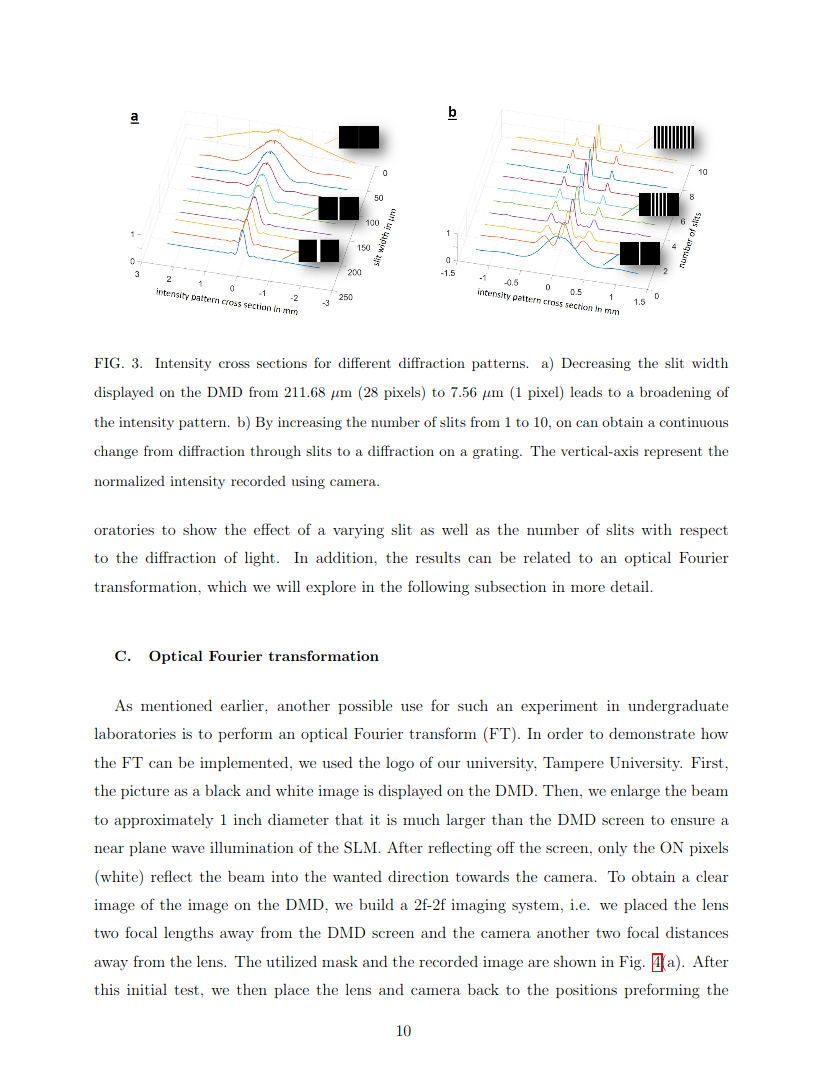 a
b
0
50
100
150
200
250
slit width in μm
1
0
3
2
1
0
-1
-2
-3
intensity pattern cross section in mm
10
8
6
4
2
0
number of slits
1
0
-1.5
-1
-0.5
0
0.5
1
1.5
intensity pattern cross section in mm
FIG. 3. Intensity cross sections for different diffraction patterns. a) Decreasing the slit width
displayed on the DMD from 211.68 μm (28 pixels) to 7.56 μm (1 pixel) leads to a broadening of
the intensity pattern. b) By increasing the number of slits from 1 to 10, on can obtain a continuous
change from diffraction through slits to a diffraction on a grating. The vertical-axis represent the
normalized intensity recorded using camera.
oratories to show the effect of a varying slit as well as the number of slits with respect
to the diffraction of light. In addition, the results can be related to an optical Fourier
transformation, which we will explore in the following subsection in more detail.
C. Optical Fourier transformation
As mentioned earlier, another possible use for such an experiment in undergraduate
laboratories is to perform an optical Fourier transform (FT). In order to demonstrate how
the FT can be implemented, we used the logo of our university, Tampere University. First,
the picture as a black and white image is displayed on the DMD. Then, we enlarge the beam
to approximately 1 inch diameter that it is much larger than the DMD screen to ensure a
near plane wave illumination of the SLM. After reflecting off the screen, only the ON pixels
(white) reflect the beam into the wanted direction towards the camera. To obtain a clear
image of the image on the DMD, we build a 2f-2f imaging system, i.e. we placed the lens
two focal lengths away from the DMD screen and the camera another two focal distances
away from the lens. The utilized mask and the recorded image are shown in Fig. 4(a). After
this initial test, we then place the lens and camera back to the positions preforming the
10